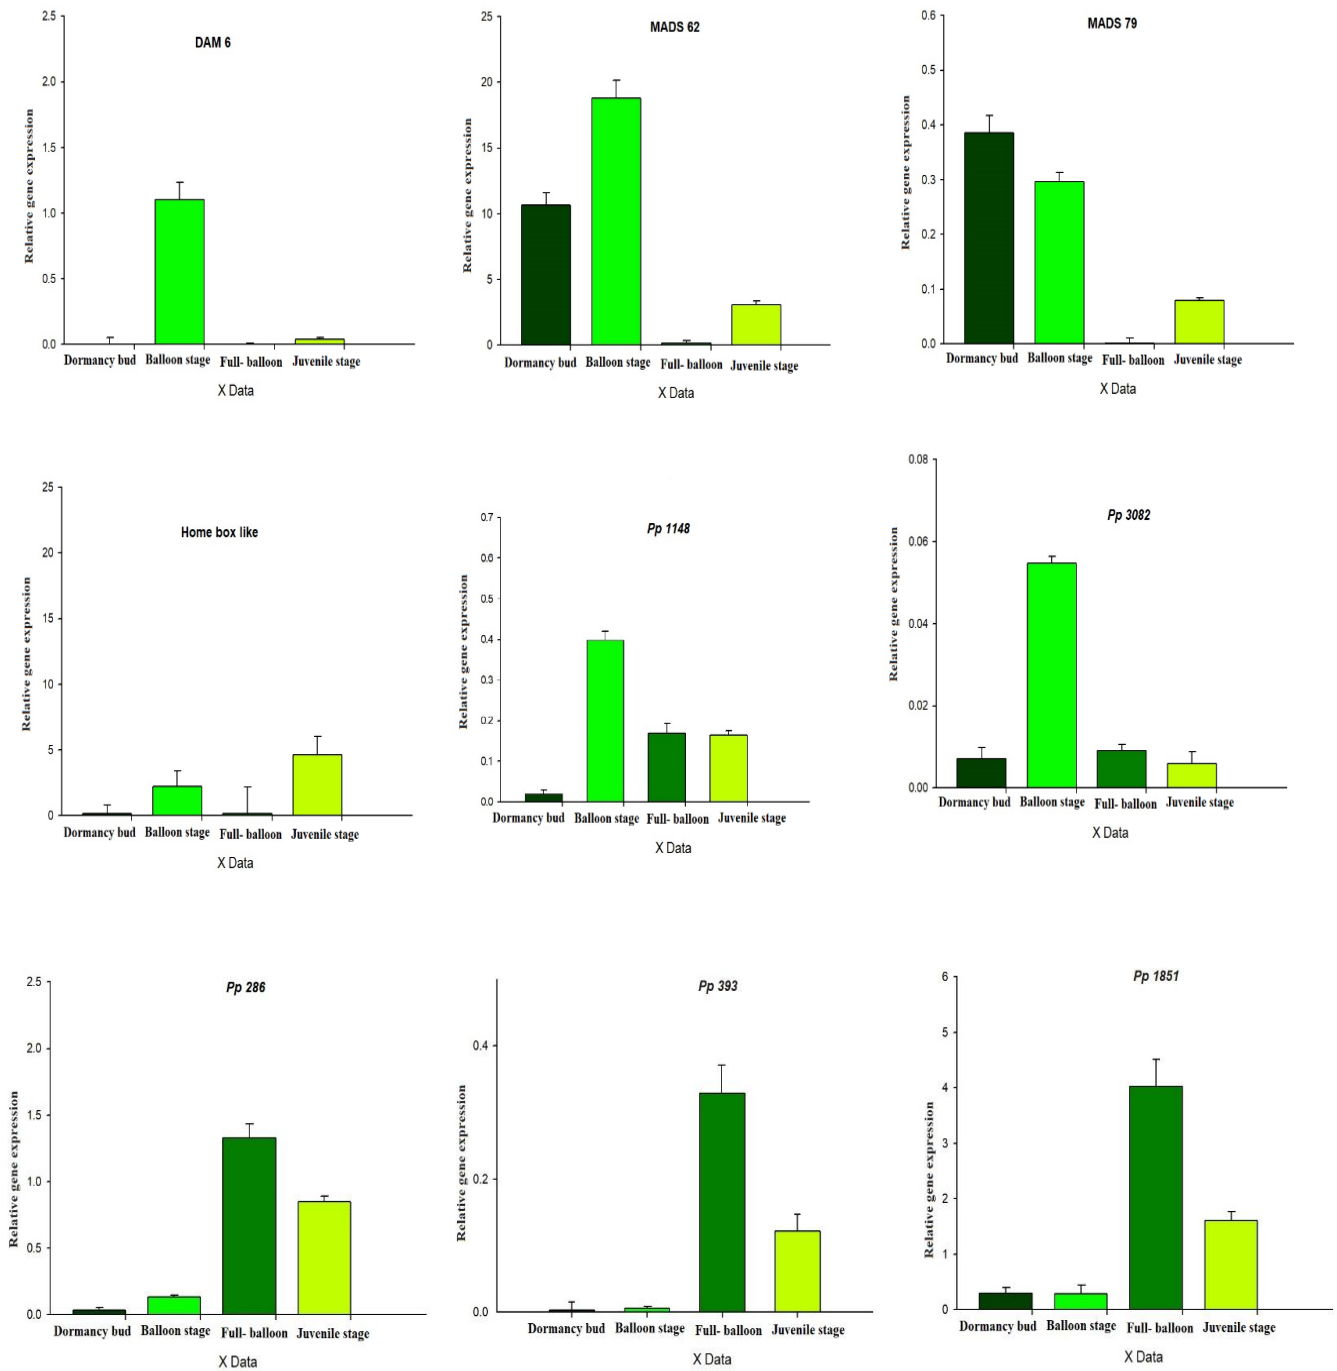 DAM 6
Relative gene expression
2.5
2.0
1.5
1.0
0.5
0.0
Dormancy bud Balloon stage Full- balloon Juvenile stage
X Data
MADS 62
Relative gene expression
25
20
15
10
5
0
Dormancy bud Balloon stage Full- balloon Juvenile stage
X Data
MADS 79
Relative gene expression
0.6
0.5
0.4
0.3
0.2
0.1
0.0
Dormancy bud Balloon stage Full- balloon Juvenile stage
X Data
Home box like
Relative gene expression
25
20
15
10
5
0
Dormancy bud Balloon stage Full- balloon Juvenile stage
X Data
Pp 1148
Relative gene expression
0.7
0.6
0.5
0.4
0.3
0.2
0.1
0.0
Dormancy bud Balloon stage Full- balloon Juvenile stage
X Data
Pp 3082
Relative gene expression
0.08
0.06
0.04
0.02
0.00
Dormancy bud Balloon stage Full- balloon Juvenile stage
X Data
Pp 286
Relative gene expression
2.5
2.0
1.5
1.0
0.5
0.0
Dormancy bud Balloon stage Full- balloon Juvenile stage
X Data
Pp 393
Relative gene expression
0.4
0.2
0.0
Dormancy bud Balloon stage Full- balloon Juvenile stage
X Data
Pp 1851
Relative gene expression
6
5
4
3
2
1
0
Dormancy bud Balloon stage Full- balloon Juvenile stage
X Data